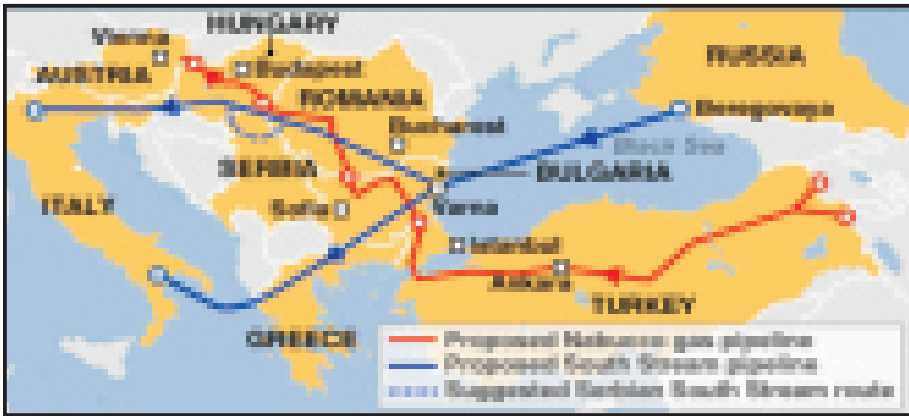 HUNGARY
Vienna
RUSSIA
Budapest
AUSTRIA
ROMANIA
Beregovaya
Bucharest
Black Sea
SERBIA
BULGARIA
ITALY
Sofia
Varna
Istanbul
Ankara
TURKEY
GREECE
Proposed Nabucco gas pipeline
Proposed South Stream pipeline
Suggested Serbian South Stream route